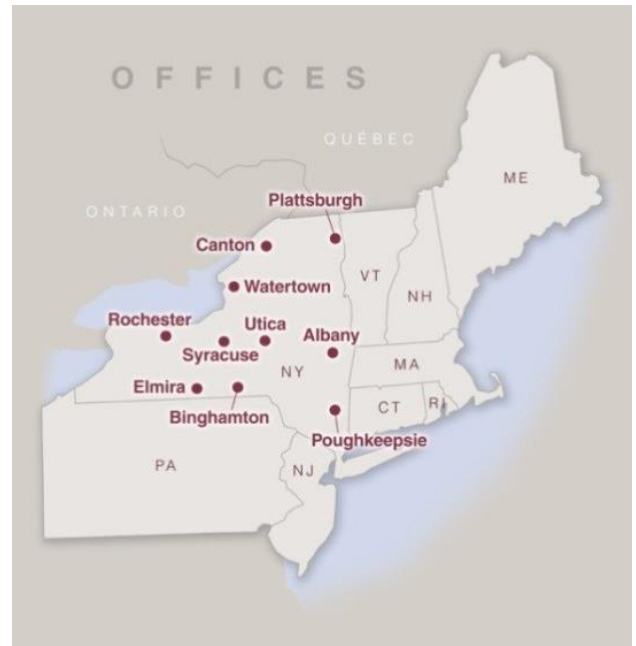 OFFICES
QUÉBEC
ME
Plattsburgh
ONTARIO
Canton
VT
Watertown
NH
Rochester
Utica
Albany
Syracuse
NY
MA
Elmira
Binghamton
CT
RI
Poughkeepsie
PA
NJ